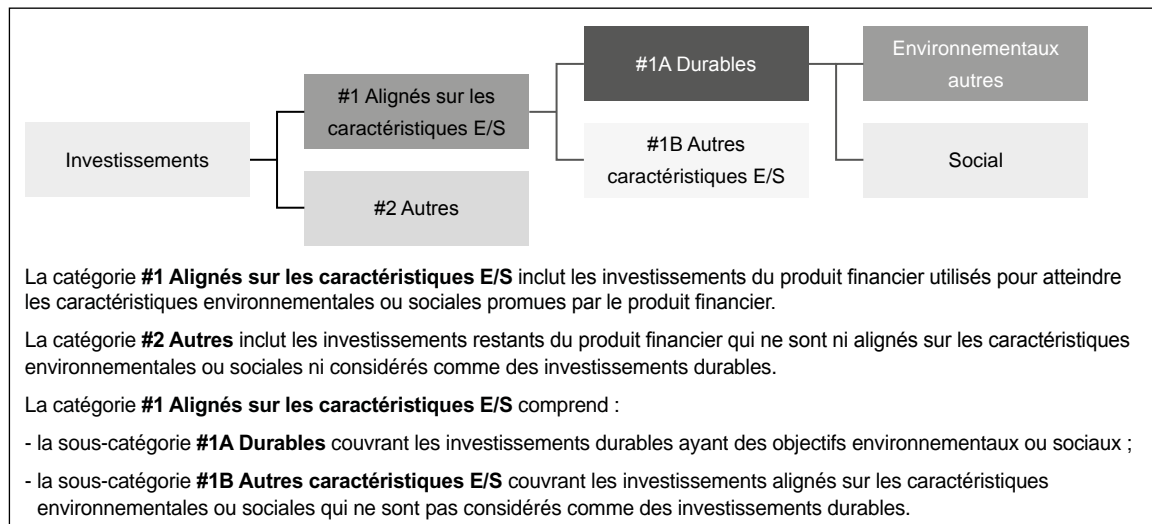 Investissements
#1 Alignés sur les
caractéristiques E/S
#2 Autres
#1A Durables
#1B Autres
caractéristiques E/S
Environnementaux
autres
Social
La catégorie #1 Alignés sur les caractéristiques E/S inclut les investissements du produit financier utilisés pour atteindre
les caractéristiques environnementales ou sociales promues par le produit financier.
La catégorie #2 Autres inclut les investissements restants du produit financier qui ne sont ni alignés sur les caractéristiques
environnementales ou sociales ni considérés comme des investissements durables.
La catégorie #1 Alignés sur les caractéristiques E/S comprend :
- la sous-catégorie #1A Durables couvrant les investissements durables ayant des objectifs environnementaux ou sociaux ;
- la sous-catégorie #1B Autres caractéristiques E/S couvrant les investissements alignés sur les caractéristiques
environnementales ou sociales qui ne sont pas considérés comme des investissements durables.